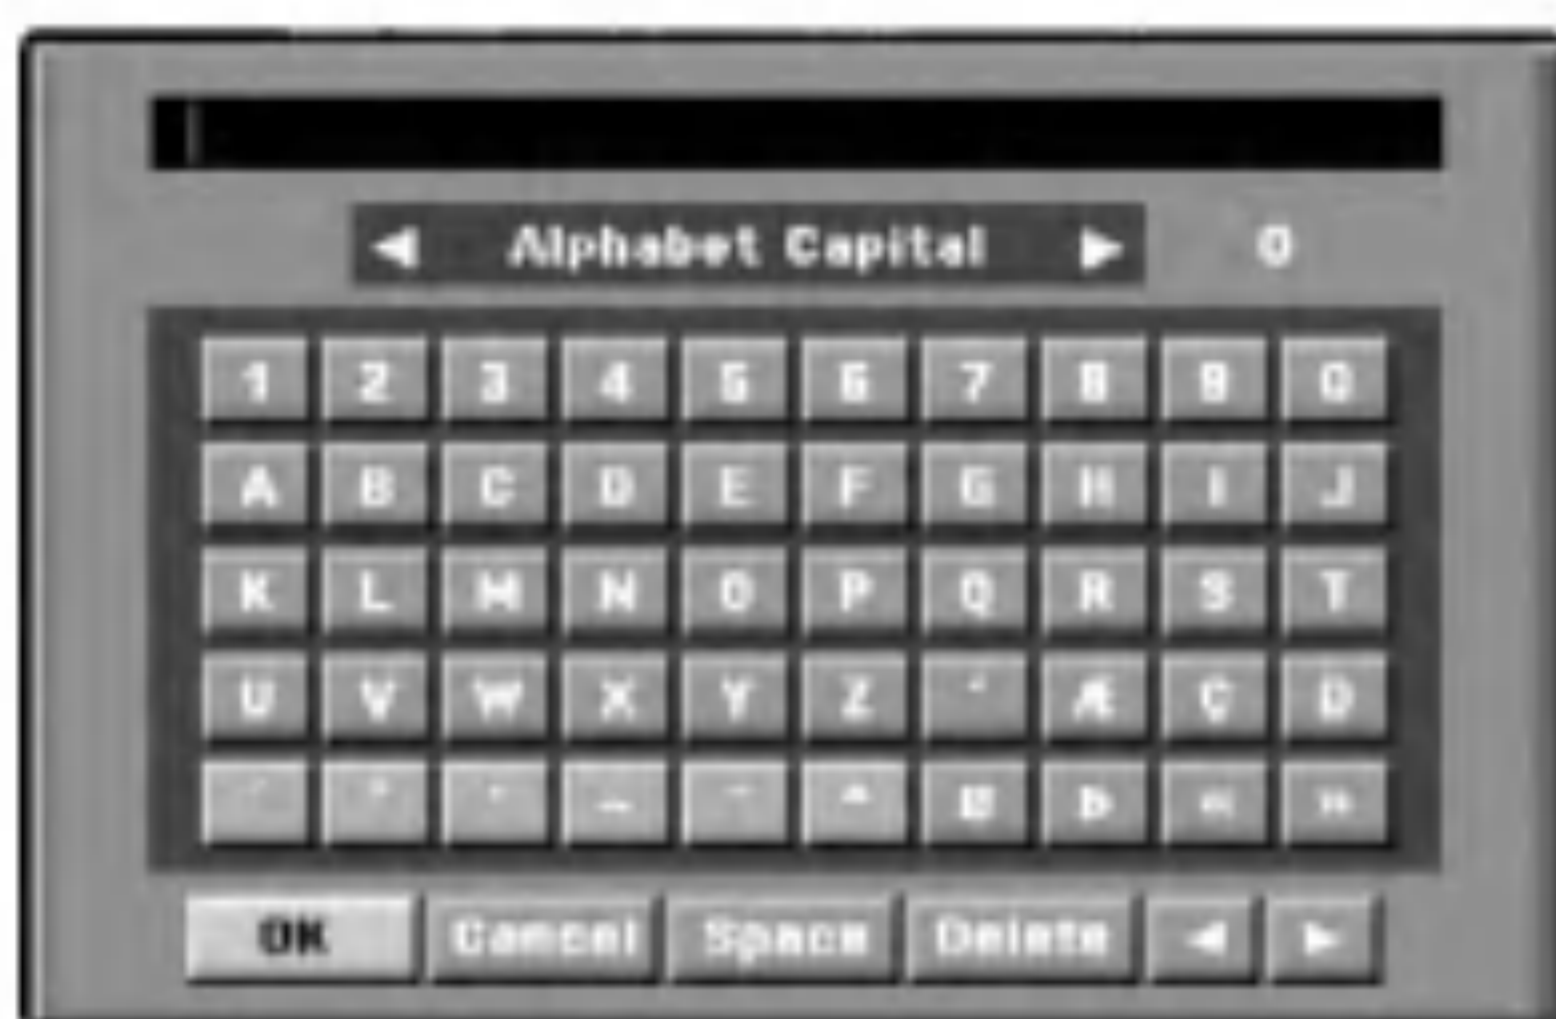 ◀ Alphabet Capital ▶ 0
1 2 3 4 5 6 7 8 9 0
A B C D E F G H I J
K L M N O P Q R S T
U V W X Y Z Æ Ç
« »
OK Cancel Space Delete ◀ ▶